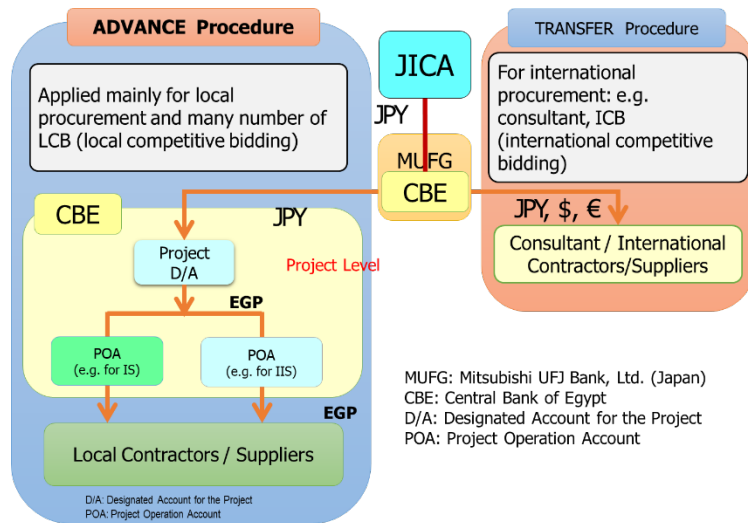 ADVANCE Procedure
Applied mainly for local
procurement and many number of
LCB (local competitive bidding)
JICA
JPY
MUFG
CBE
TRANSFER Procedure
For international
procurement: e.g.
consultant, ICB
(international competitive
bidding)
JPY, $, €
Consultant / International
Contractors/Suppliers
CBE
JPY
Project
D/A
Project Level
EGP
POA
(e.g. for IS)
POA
(e.g. for IIS)
EGP
Local Contractors / Suppliers
D/A: Designated Account for the Project
POA: Project Operation Account
MUFG: Mitsubishi UFJ Bank, Ltd. (Japan)
CBE: Central Bank of Egypt
D/A: Designated Account for the Project
POA: Project Operation Account